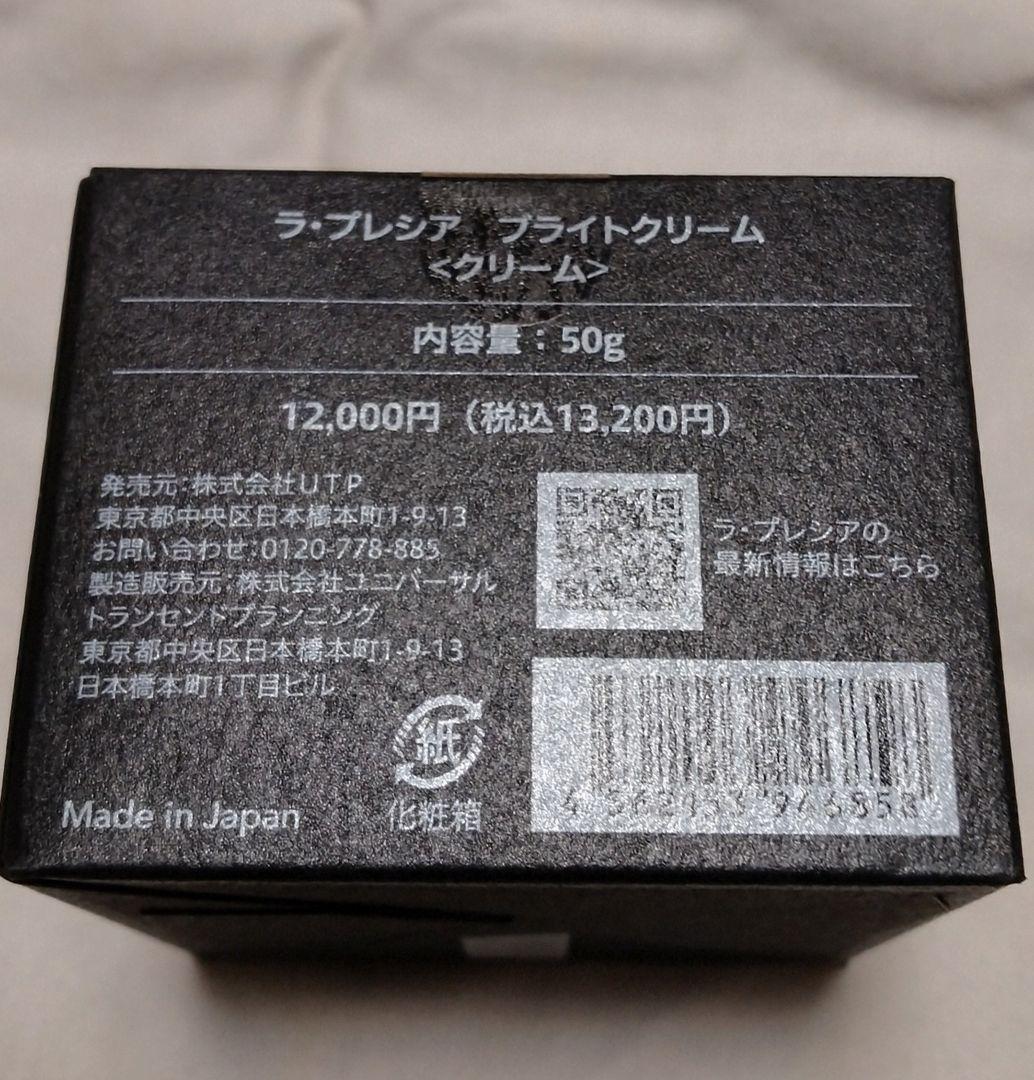 ラ・プレシア　ブライトクリーム
<クリーム>
内容量：50g
12,000円（税込13,200円）
発売元：株式会社UTP
東京都中央区日本橋本町1-9-13
お問い合わせ：0120-778-885
製造販売元：株式会社ユニバーサル
トランセントプランニング
東京都中央区日本橋本町1-9-13
日本橋本町1丁目ビル
ラ・プレシアの
最新情報はこちら
紙
化粧箱
Made in Japan